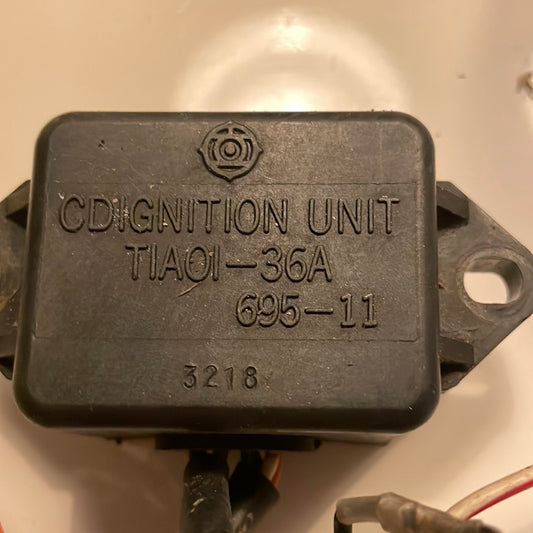 CDIGNITION UNIT
TIA01-36A
695-11
3218